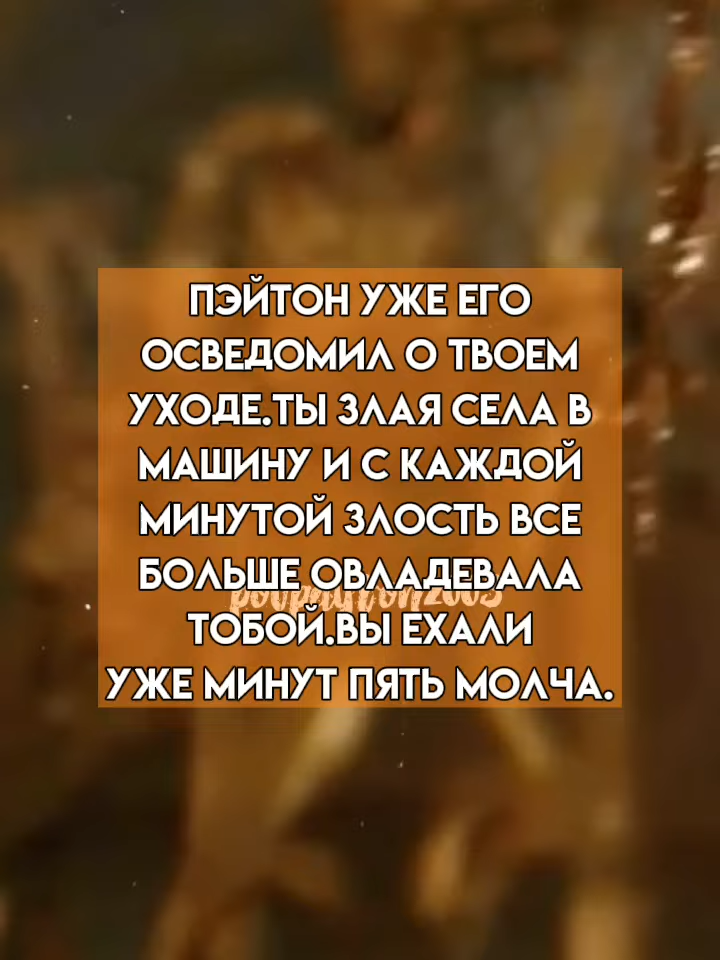 ПЭЙТОН УЖЕ ЕГО
ОСВЕДОМИЛ О ТВОЕМ
УХОДЕ.ТЫ ЗЛАЯ СЕЛА В
МАШИНУ И С КАЖДОЙ
МИНУТОЙ ЗЛОСТЬ ВСЕ
БОЛЬШЕ ОВЛАДЕВАЛА
ТОБОЙ.ВЫ ЕХАЛИ
УЖЕ МИНУТ ПЯТЬ МОЛЧА.